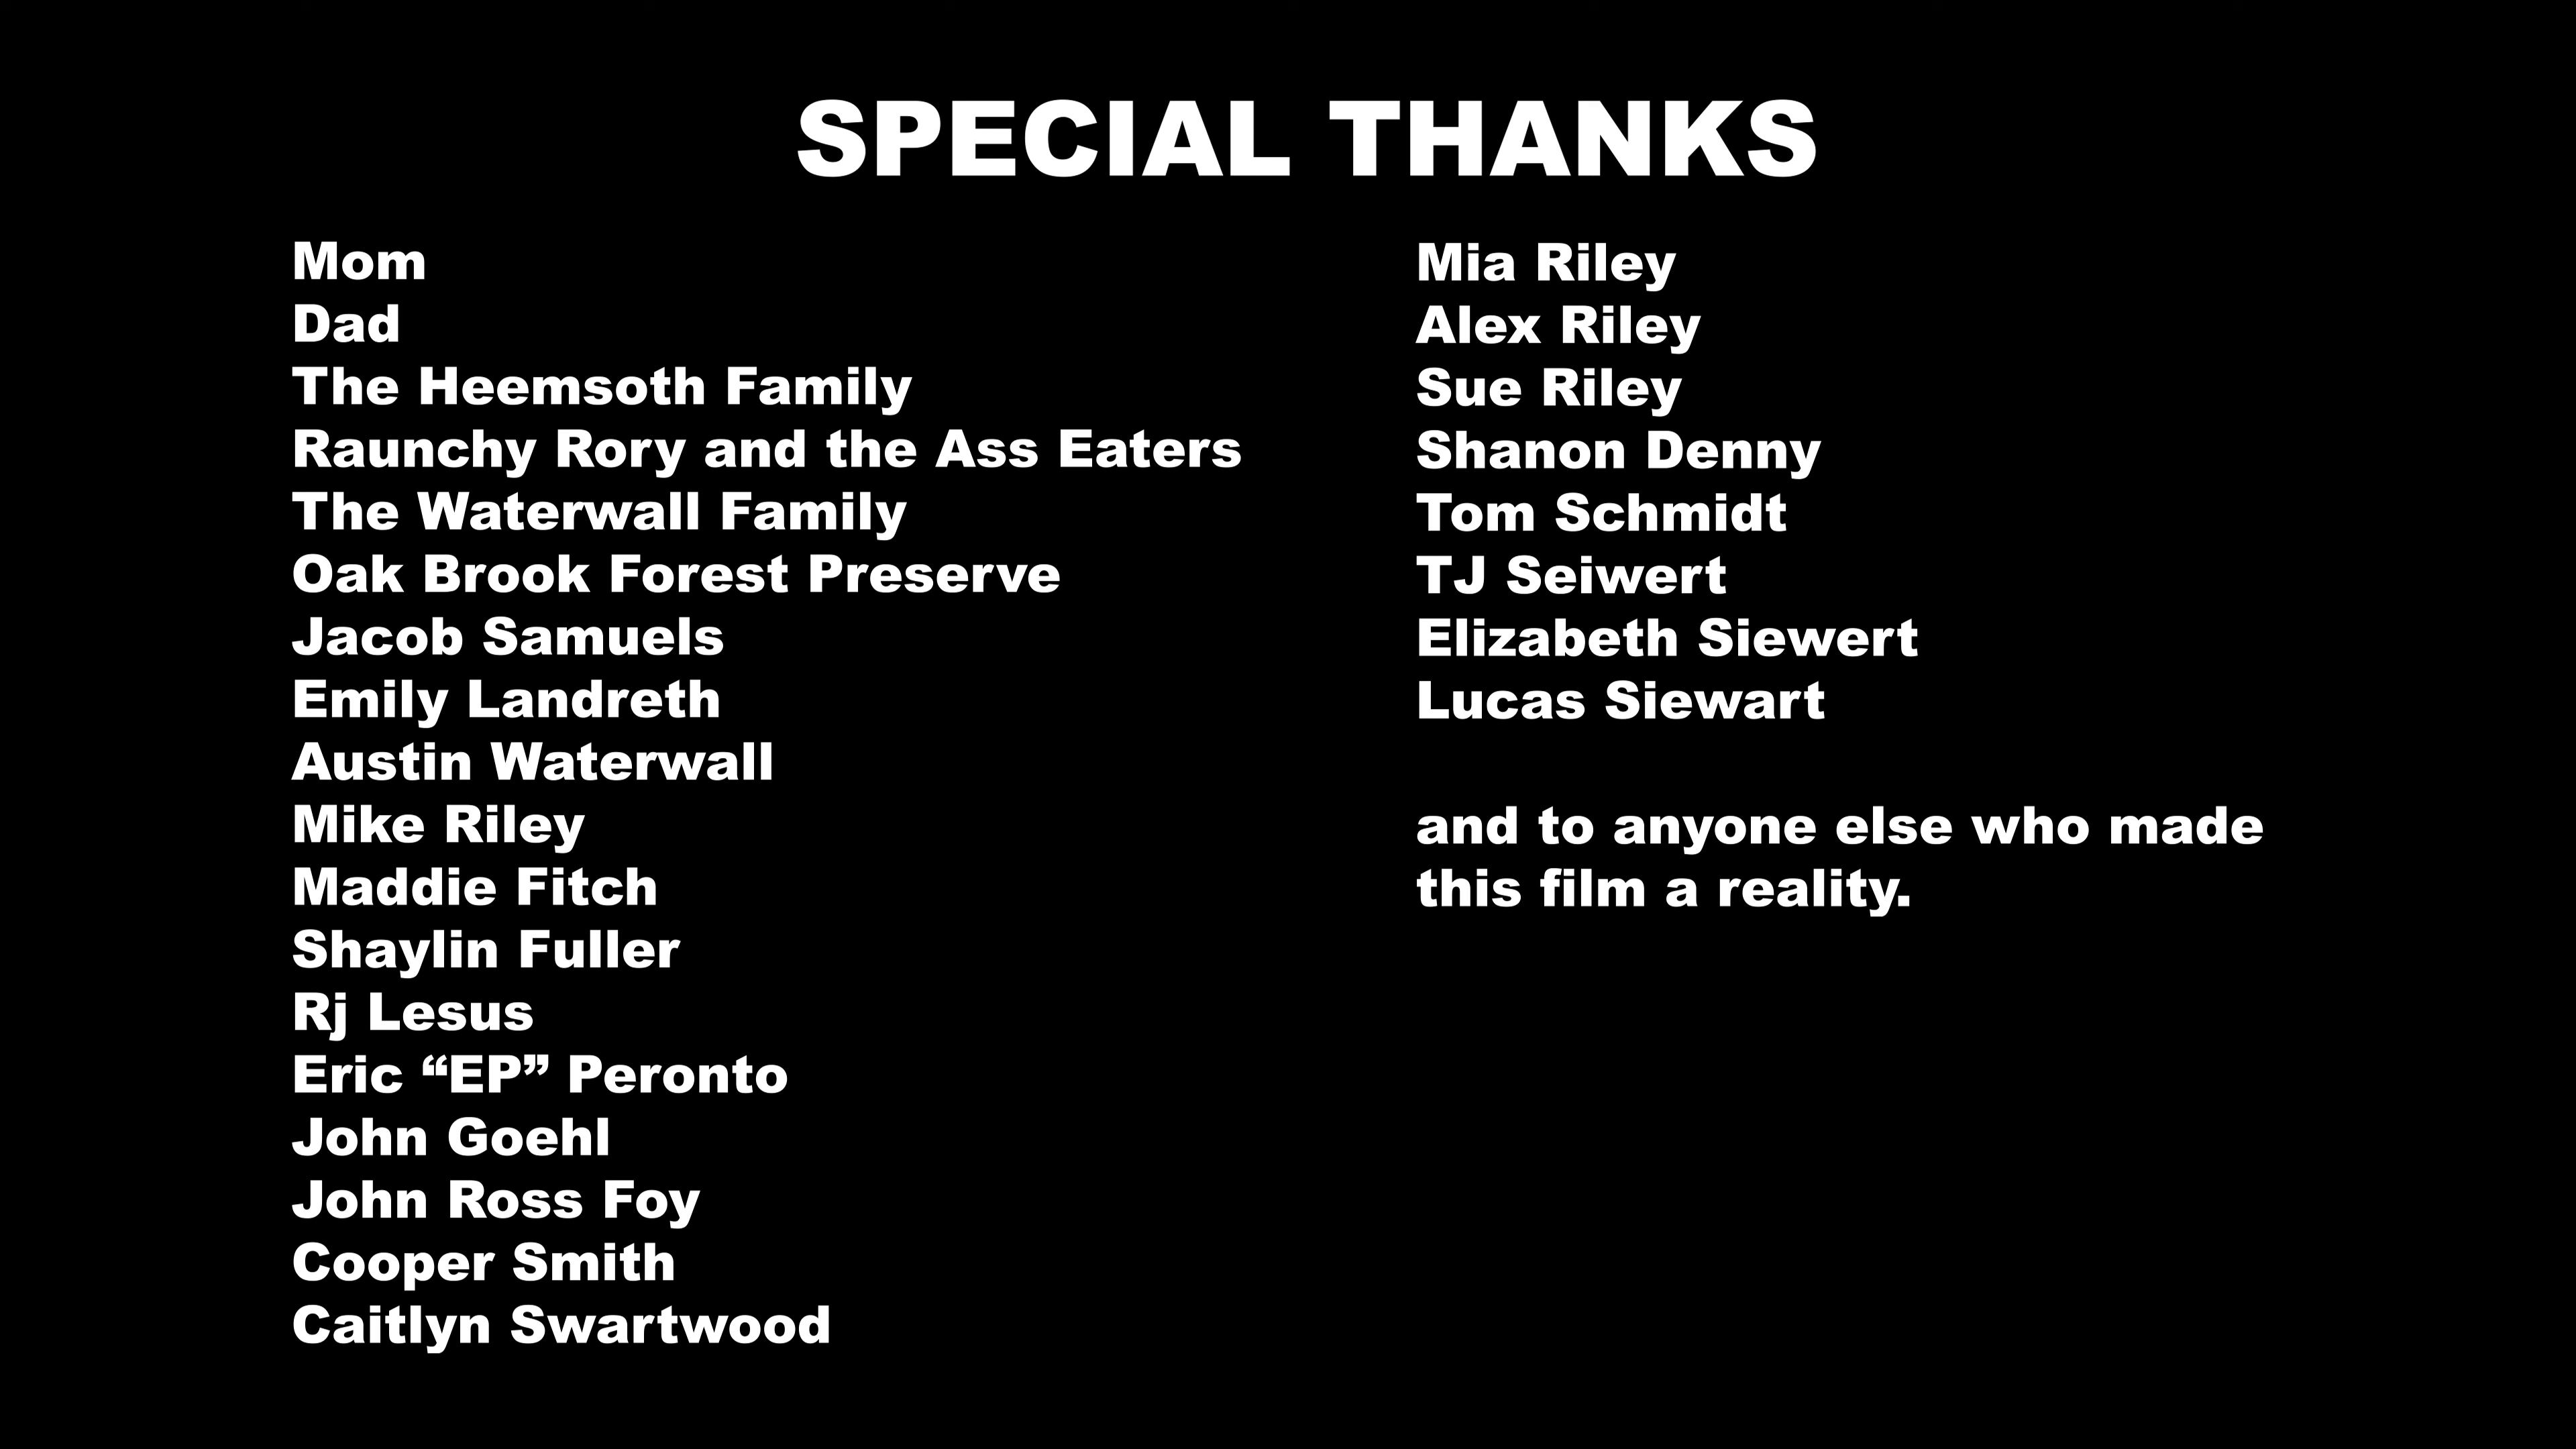 SPECIAL THANKS
Mom
Dad
The Heemsoth Family
Raunchy Rory and the Ass Eaters
The Waterwall Family
Oak Brook Forest Preserve
Jacob Samuels
Emily Landreth
Austin Waterwall
Mike Riley
Maddie Fitch
Shaylin Fuller
Rj Lesus
Eric “EP” Peronto
John Goehl
John Ross Foy
Cooper Smith
Caitlyn Swartwood
Mia Riley
Alex Riley
Sue Riley
Shanon Denny
Tom Schmidt
TJ Seiwert
Elizabeth Siewert
Lucas Siewart
and to anyone else who made
this film a reality.